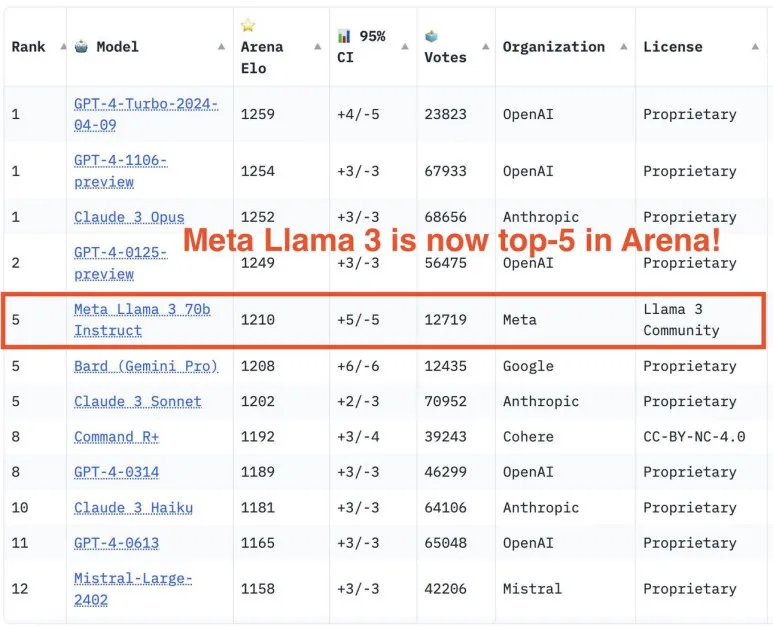 Rank Model Arena Elo 95% CI Votes Organization License
1 GPT-4-Turbo-2024-04-09 1259 +4/-5 23823 OpenAI Proprietary
1 GPT-4-1106-preview 1254 +3/-3 67933 OpenAI Proprietary
1 Claude 3 Opus 1252 +3/-3 68656 Anthropic Proprietary
Meta Llama 3 is now top-5 in Arena!
2 GPT-4-0125-preview 1249 +3/-3 56475 OpenAI Proprietary
5 Meta Llama 3 70b Instruct 1210 +5/-5 12719 Meta Llama 3 Community
5 Bard (Gemini Pro) 1208 +6/-6 12435 Google Proprietary
5 Claude 3 Sonnet 1202 +2/-3 70952 Anthropic Proprietary
8 Command R+ 1192 +3/-4 39243 Cohere CC-BY-NC-4.0
8 GPT-4-0314 1189 +3/-3 46299 OpenAI Proprietary
10 Claude 3 Haiku 1181 +3/-3 64106 Anthropic Proprietary
11 GPT-4-0613 1165 +3/-3 65048 OpenAI Proprietary
12 Mistral-Large-2402 1158 +3/-3 42206 Mistral Proprietary